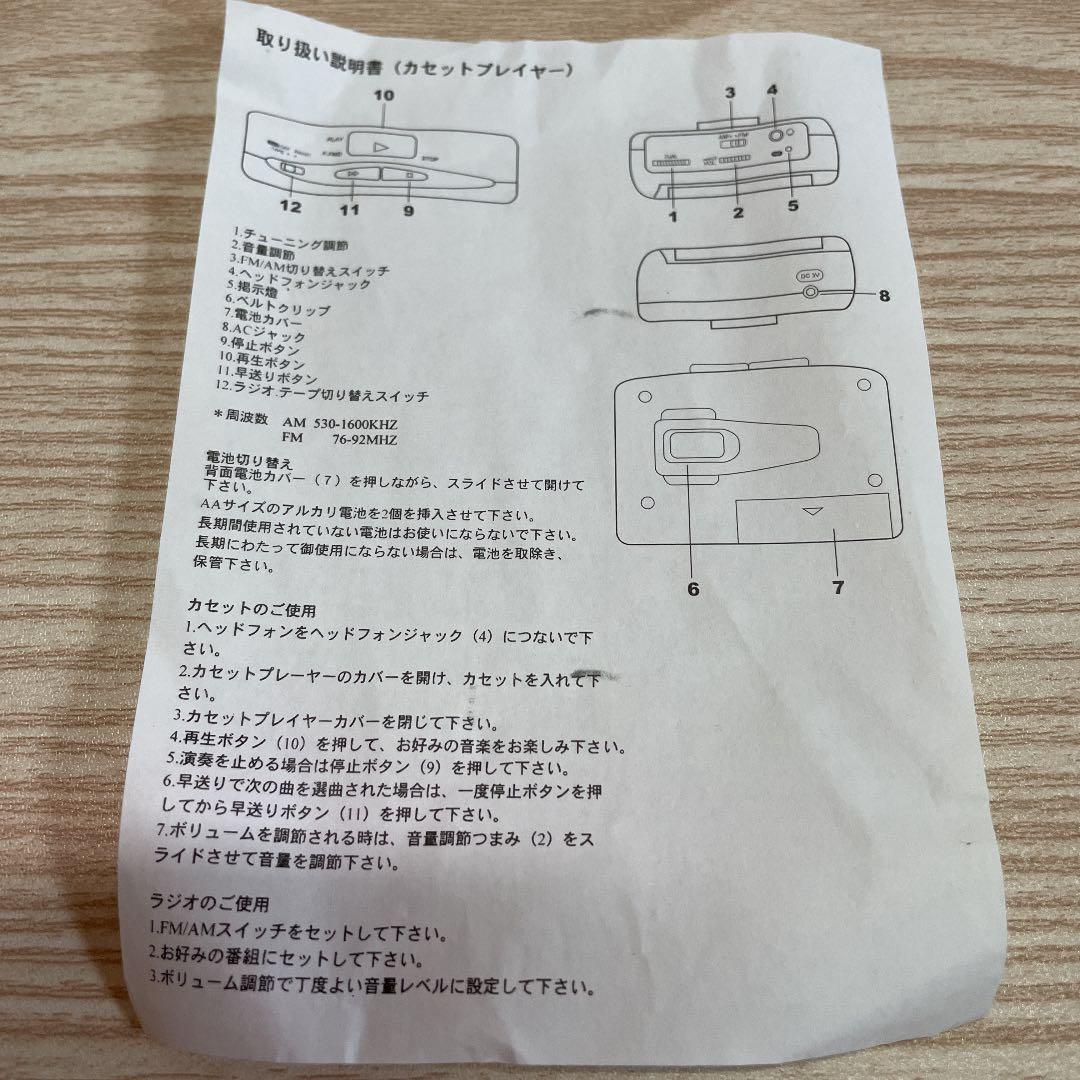 取り扱い説明書（カセットプレイヤー）
10
3
4
PLAY
F.FWD
STOP
12
11
9
1
2
5
1.チューニング調節
2.音量調節
3.FM/AM切り替えスイッチ
4.ヘッドフォンジャック
5.掲示燈
6.ベルトクリップ
7.電池カバー
8.ACジャック
9.停止ボタン
10.再生ボタン
11.早送りボタン
12.ラジオ.テープ切り替えスイッチ
DC 3V
8
＊周波数 AM 530-1600KHZ
FM 76-92MHZ
電池切り替え
背面電池カバー（7）を押しながら、スライドさせて開けて
下さい。
AAサイズのアルカリ電池を2個を挿入させて下さい。
長期間使用されていない電池はお使いにならないで下さい。
長期にわたって御使用にならない場合は、電池を取除き、
保管下さい。
6
7
カセットのご使用
1.ヘッドフォンをヘッドフォンジャック（4）につないで下
さい。
2.カセットプレーヤーのカバーを開け、カセットを入れて下
さい。
3.カセットプレイヤーカバーを閉じて下さい。
4.再生ボタン（10）を押して、お好みの音楽をお楽しみ下さい。
5.演奏を止める場合は停止ボタン（9）を押して下さい。
6.早送りで次の曲を選曲された場合は、一度停止ボタンを押
してから早送りボタン（11）を押して下さい。
7.ボリュームを調節される時は、音量調節つまみ（2）をス
ライドさせて音量を調節下さい。
ラジオのご使用
1.FM/AMスイッチをセットして下さい。
2.お好みの番組にセットして下さい。
3.ボリューム調節で丁度よい音量レベルに設定して下さい。